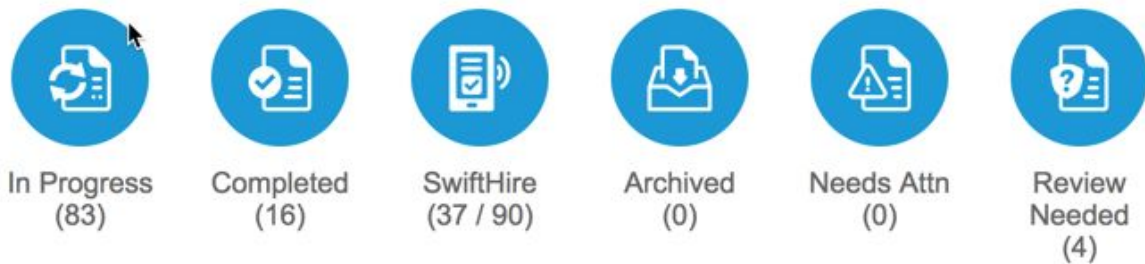 In Progress
(83)
Completed
(16)
SwiftHire
(37 / 90)
Archived
(0)
Needs Attn
(0)
Review
Needed
(4)